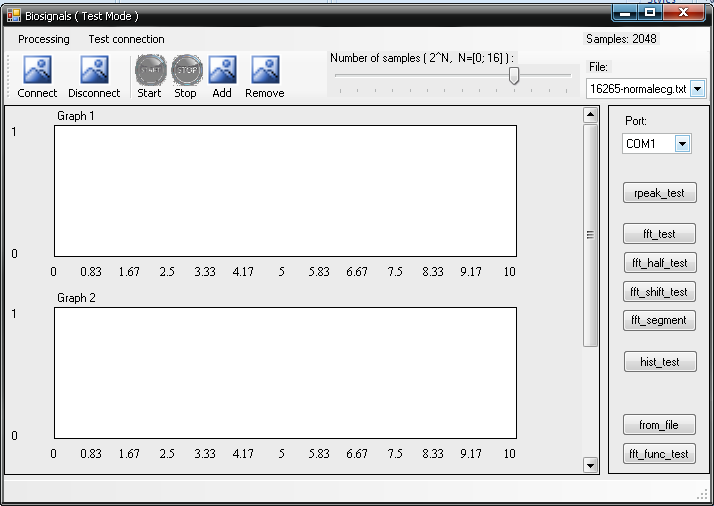 Biosignals ( Test Mode )
Processing Test connection Samples: 2048
Number of samples ( 2^N, N=[0; 16] ) :
File:
START STOP
16265-normalecg.txt
Connect Disconnect Start Stop Add Remove
Graph 1
Port:
1
COM1
rpeak_test
fft_test
0
fft_half_test
0 0.83 1.67 2.5 3.33 4.17 5 5.83 6.67 7.5 8.33 9.17 10
fft_shift_test
Graph 2
1
fft_segment
hist_test
from_file
0
0 0.83 1.67 2.5 3.33 4.17 5 5.83 6.67 7.5 8.33 9.17 10
fft_func_test